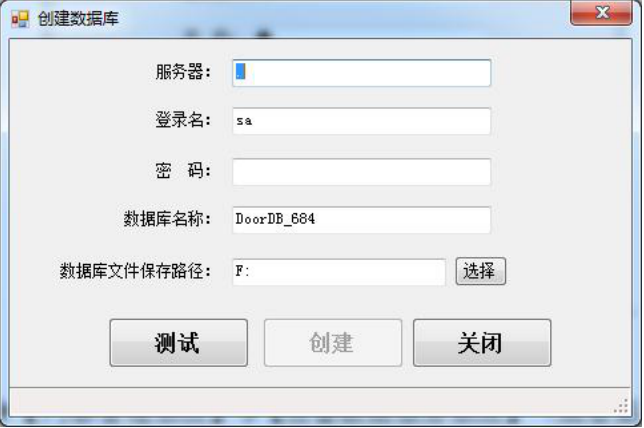 创建数据库
服务器： .
登录名： sa
密 码：
数据库名称： DoorDB_684
数据库文件保存路径： F: 选择
测试 创建 关闭